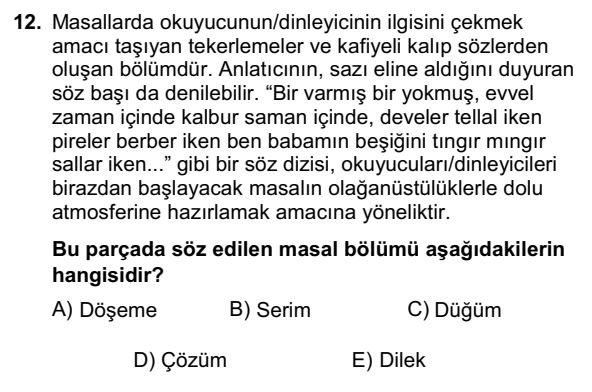 12. Masallarda okuyucunun/dinleyicinin ilgisini çekmek
amacı taşıyan tekerlemeler ve kafiyeli kalıp sözlerden
oluşan bölümdür. Anlatıcının, sazı eline aldığını duyuran
söz başı da denilebilir. “Bir varmış bir yokmuş, evvel
zaman içinde kalbur saman içinde, develer tellal iken
pireler berber iken ben babamın beşiğini tıngır mıngır
sallar iken...” gibi bir söz dizisi, okuyucuları/dinleyicileri
birazdan başlayacak masalın olağanüstülüklerle dolu
atmosferine hazırlamak amacına yöneliktir.
Bu parçada söz edilen masal bölümü aşağıdakilerin
hangisidir?
A) Döşeme B) Serim C) Düğüm
D) Çözüm E) Dilek